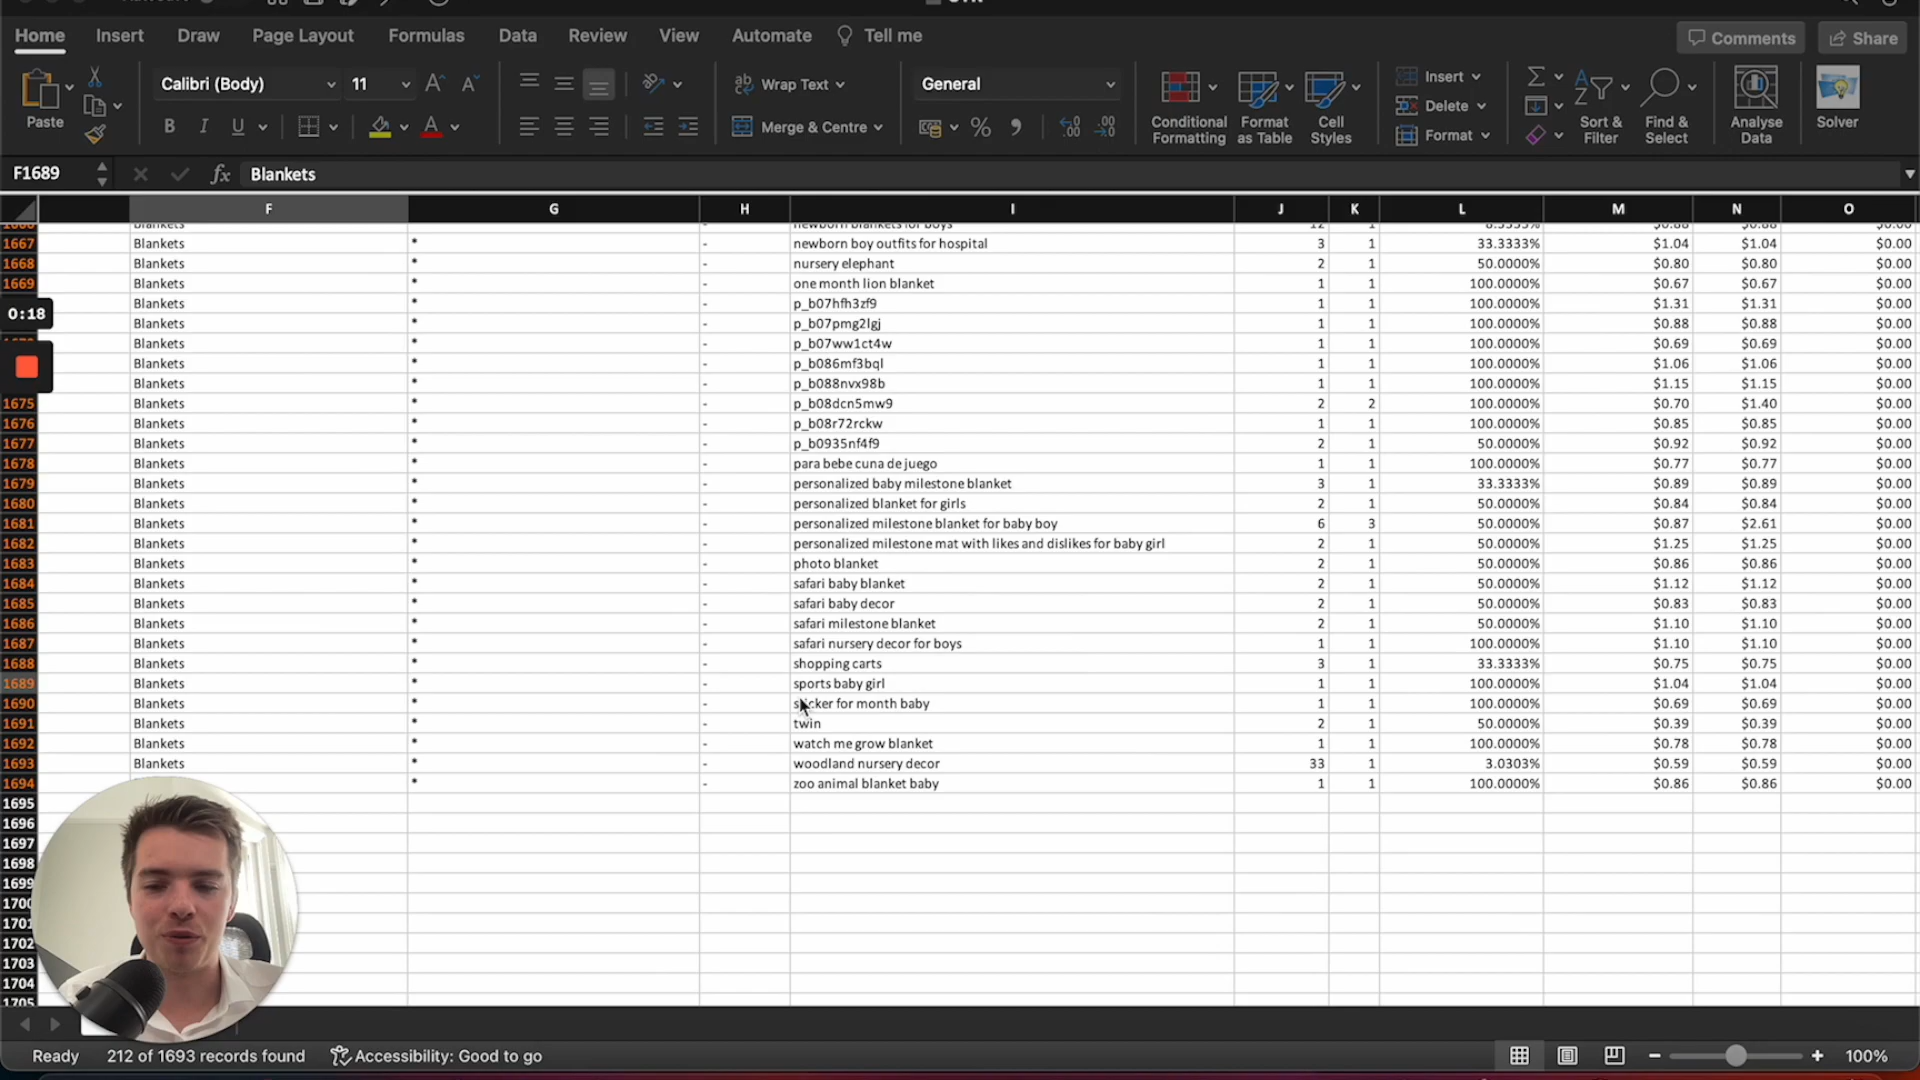 Home Insert Draw Page Layout Formulas Data Review View Automate Tell me Comments Share
Paste Calibri (Body) 11 Wrap Text Merge & Centre General Conditional Formatting Format as Table Cell Styles Insert Delete Format Sort & Filter Find & Select Analyse Data Solver
F1689 fx Blankets
F G H I J K L M N O
1667 Blankets * - newborn boy outfits for hospital 3 1 33.3333% $1.04 $1.04 $0.00
1668 Blankets * - nursery elephant 2 1 50.0000% $0.80 $0.80 $0.00
1669 Blankets * - one month lion blanket 1 1 100.0000% $0.67 $0.67 $0.00
0:18 Blankets * - p_b07hfh3zf9 1 1 100.0000% $1.31 $1.31 $0.00
Blankets * - p_b07pmg2lgj 1 1 100.0000% $0.88 $0.88 $0.00
Blankets * - p_b07ww1ct4w 1 1 100.0000% $0.69 $0.69 $0.00
Blankets * - p_b086mf3bql 1 1 100.0000% $1.06 $1.06 $0.00
Blankets * - p_b088nvx98b 1 1 100.0000% $1.15 $1.15 $0.00
1675 Blankets * - p_b08dcn5mw9 2 2 100.0000% $0.70 $1.40 $0.00
1676 Blankets * - p_b08r72rckw 1 1 100.0000% $0.85 $0.85 $0.00
1677 Blankets * - p_b0935nf4f9 2 1 50.0000% $0.92 $0.92 $0.00
1678 Blankets * - para bebe cuna de juego 1 1 100.0000% $0.77 $0.77 $0.00
1679 Blankets * - personalized baby milestone blanket 3 1 33.3333% $0.89 $0.89 $0.00
1680 Blankets * - personalized blanket for girls 2 1 50.0000% $0.84 $0.84 $0.00
1681 Blankets * - personalized milestone blanket for baby boy 6 3 50.0000% $0.87 $2.61 $0.00
1682 Blankets * - personalized milestone mat with likes and dislikes for baby girl 2 1 50.0000% $1.25 $1.25 $0.00
1683 Blankets * - photo blanket 2 1 50.0000% $0.86 $0.86 $0.00
1684 Blankets * - safari baby blanket 2 1 50.0000% $1.12 $1.12 $0.00
1685 Blankets * - safari baby decor 2 1 50.0000% $0.83 $0.83 $0.00
1686 Blankets * - safari milestone blanket 2 1 50.0000% $1.10 $1.10 $0.00
1687 Blankets * - safari nursery decor for boys 1 1 100.0000% $1.10 $1.10 $0.00
1688 Blankets * - shopping carts 3 1 33.3333% $0.75 $0.75 $0.00
1689 Blankets * - sports baby girl 1 1 100.0000% $1.04 $1.04 $0.00
1690 Blankets * - sticker for month baby 1 1 100.0000% $0.69 $0.69 $0.00
1691 Blankets * - twin 2 1 50.0000% $0.39 $0.39 $0.00
1692 Blankets * - watch me grow blanket 1 1 100.0000% $0.78 $0.78 $0.00
1693 Blankets * - woodland nursery decor 33 1 3.0303% $0.59 $0.59 $0.00
1694 Blankets * - zoo animal blanket baby 1 1 100.0000% $0.86 $0.86 $0.00
1695
1696
1697
1698
1699
1700
1701
1702
1703
1704
1705
Ready 212 of 1693 records found Accessibility: Good to go 100%